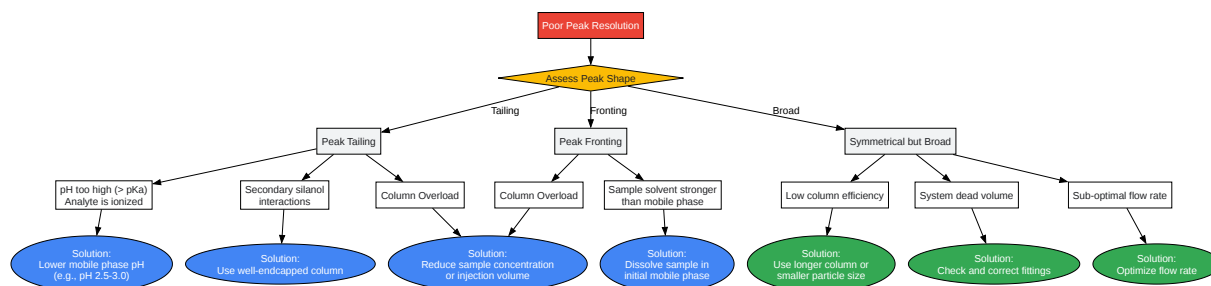 Poor Peak Resolution
Assess Peak Shape
Tailing
Fronting
Broad
Peak Tailing
Peak Fronting
Symmetrical but Broad
pH too high (> pKa)
Analyte is ionized
Secondary silanol
interactions
Column Overload
Column Overload
Sample solvent stronger
than mobile phase
Low column efficiency
System dead volume
Sub-optimal flow rate
Solution:
Lower mobile phase pH
(e.g., pH 2.5-3.0)
Solution:
Use well-endcapped column
Solution:
Reduce sample concentration
or injection volume
Solution:
Dissolve sample in
initial mobile phase
Solution:
Use longer column or
smaller particle size
Solution:
Check and correct fittings
Solution:
Optimize flow rate